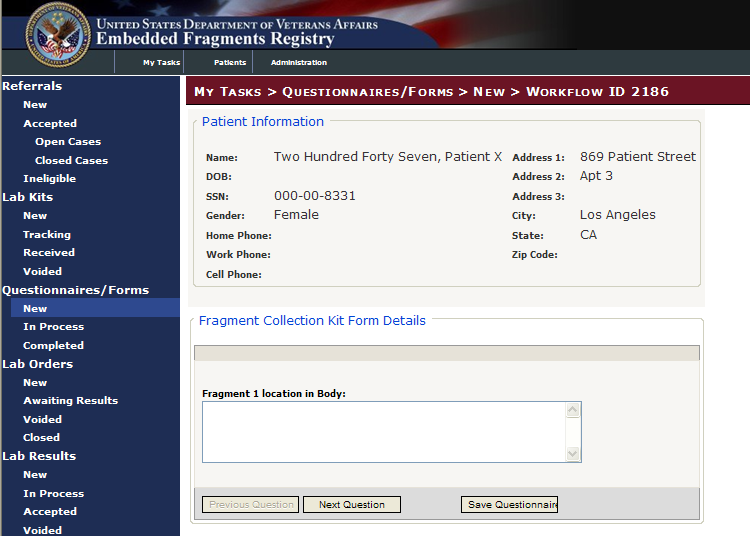 UNITED STATES DEPARTMENT OF VETERANS AFFAIRS
Embedded Fragments Registry
My Tasks Patients Administration
Referrals
New
Accepted
Open Cases
Closed Cases
Ineligible
Lab Kits
New
Tracking
Received
Voided
Questionnaires/Forms
New
In Process
Completed
Lab Orders
New
Awaiting Results
Voided
Closed
Lab Results
New
In Process
Accepted
Voided
MY TASKS > QUESTIONNAIRES/FORMS > NEW > WORKFLOW ID 2186
Patient Information
Name: Two Hundred Forty Seven, Patient X Address 1: 869 Patient Street
DOB: Address 2: Apt 3
SSN: 000-00-8331 Address 3:
Gender: Female City: Los Angeles
Home Phone: State: CA
Work Phone: Zip Code:
Cell Phone:
Fragment Collection Kit Form Details
Fragment 1 location in Body:
Previous Question Next Question Save Questionnair